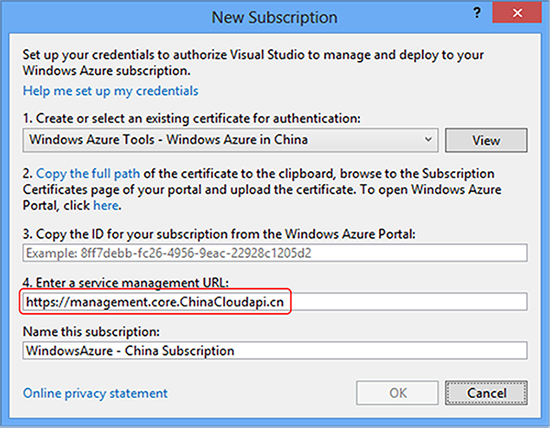 New Subscription
?
Set up your credentials to authorize Visual Studio to manage and deploy to your
Windows Azure subscription.
Help me set up my credentials
1. Create or select an existing certificate for authentication:
Windows Azure Tools - Windows Azure in China
View
2. Copy the full path of the certificate to the clipboard, browse to the Subscription
Certificates page of your portal and upload the certificate. To open Windows Azure
Portal, click here.
3. Copy the ID for your subscription from the Windows Azure Portal:
Example: 8ff7debb-fc26-4956-9eac-22928c1205d2
4. Enter a service management URL:
https://management.core.ChinaCloudapi.cn
Name this subscription:
WindowsAzure - China Subscription
Online privacy statement
OK
Cancel